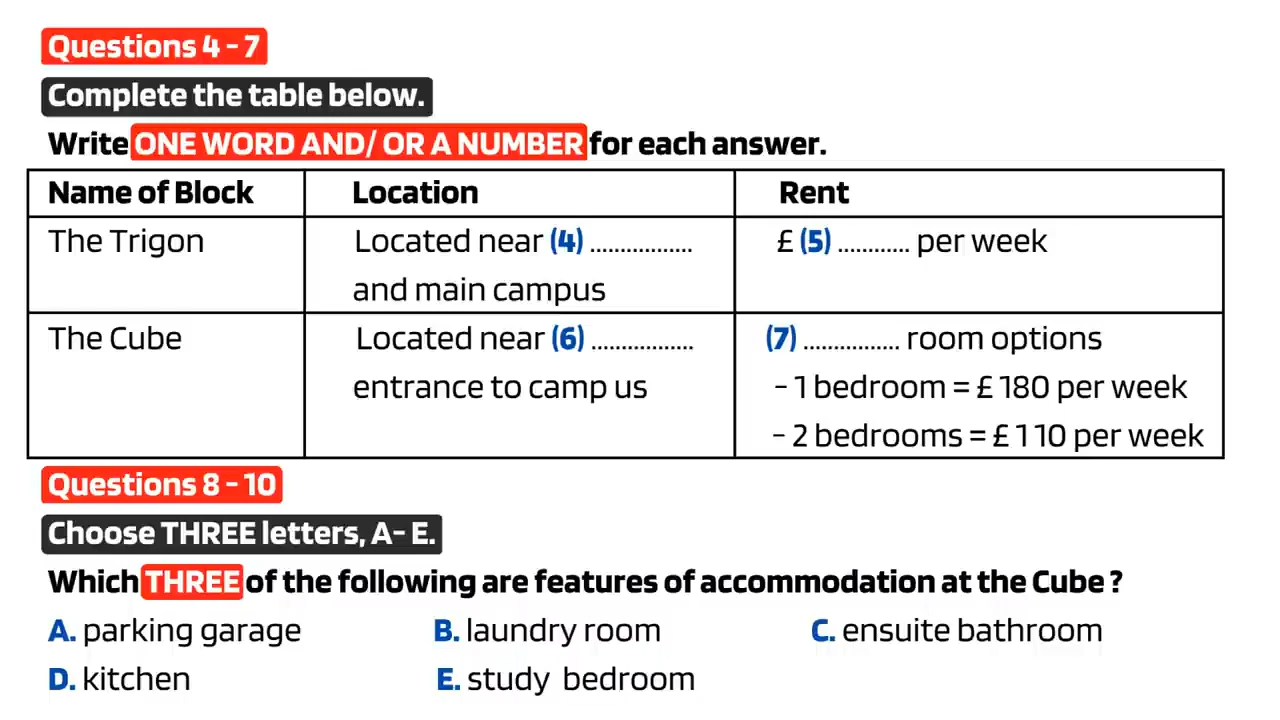 Questions 4 - 7
Complete the table below.
Write ONE WORD AND/ OR A NUMBER for each answer.
Name of Block Location Rent
The Trigon Located near (4) ................. £ (5) ............ per week
and main campus
The Cube Located near (6) ................. (7) ................ room options
entrance to camp us - 1 bedroom = £ 180 per week
- 2 bedrooms = £ 110 per week
Questions 8 - 10
Choose THREE letters, A- E.
Which THREE of the following are features of accommodation at the Cube ?
A. parking garage B. laundry room C. ensuite bathroom
D. kitchen E. study bedroom